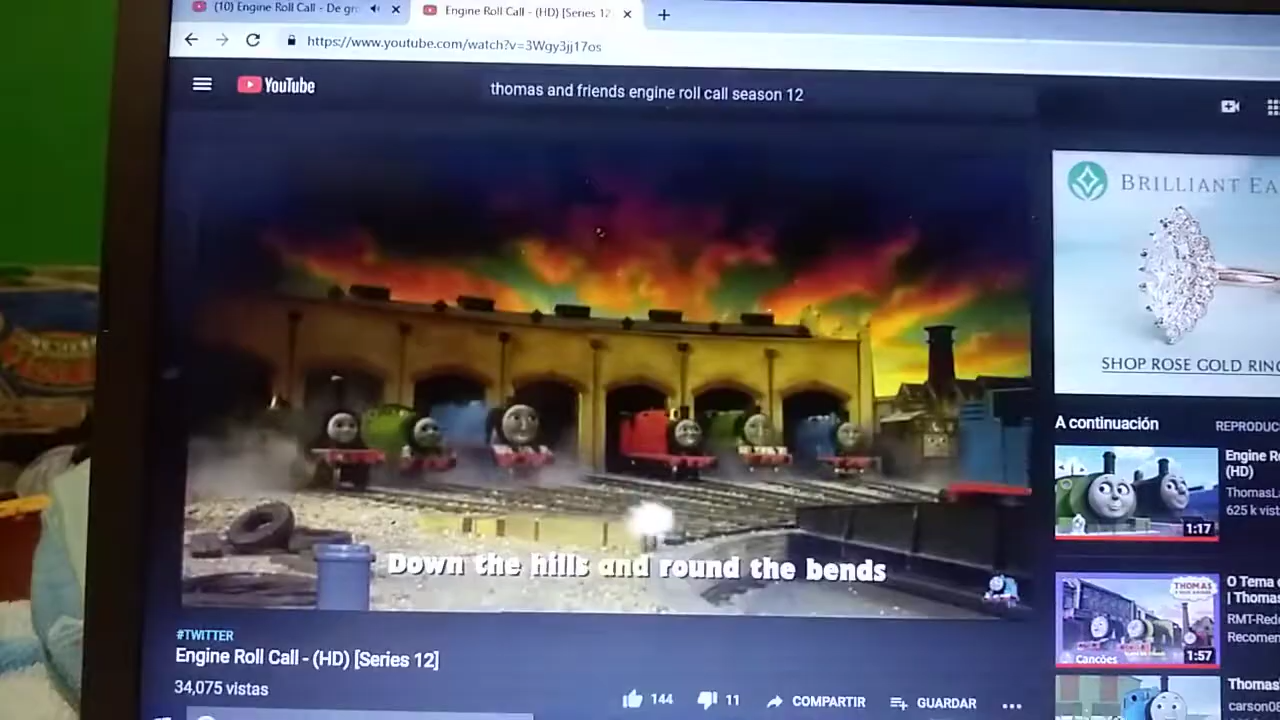 (10) Engine Roll Call - De gr
Engine Roll Call - (HD) [Series 12
https://www.youtube.com/watch?v=3Wgy3jj17os
YouTube
thomas and friends engine roll call season 12
BRILLIANT EA
SHOP ROSE GOLD RING
Down the hills and round the bends
#TWITTER
Engine Roll Call - (HD) [Series 12]
34,075 vistas
144
11
COMPARTIR
GUARDAR
A continuación
REPRODUC
Engine R
(HD)
ThomasL
625 k vist
1:17
O Tema
| Thomas
RMT-Red
Recomen
THOMAS
Canções
1:57
Thomas
carson08